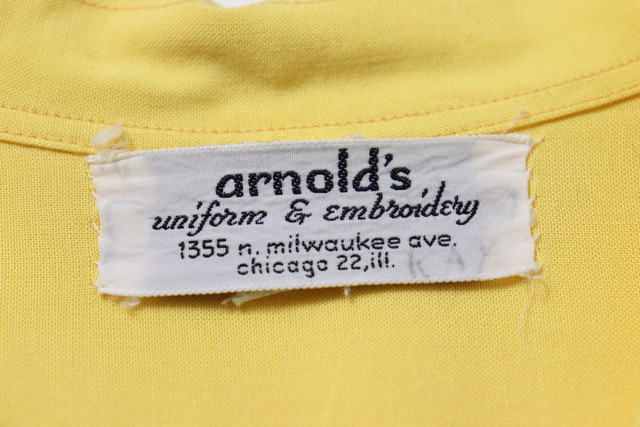 arnold's
uniform & embroidery
1355 n. milwaukee ave.
chicago 22, ill.